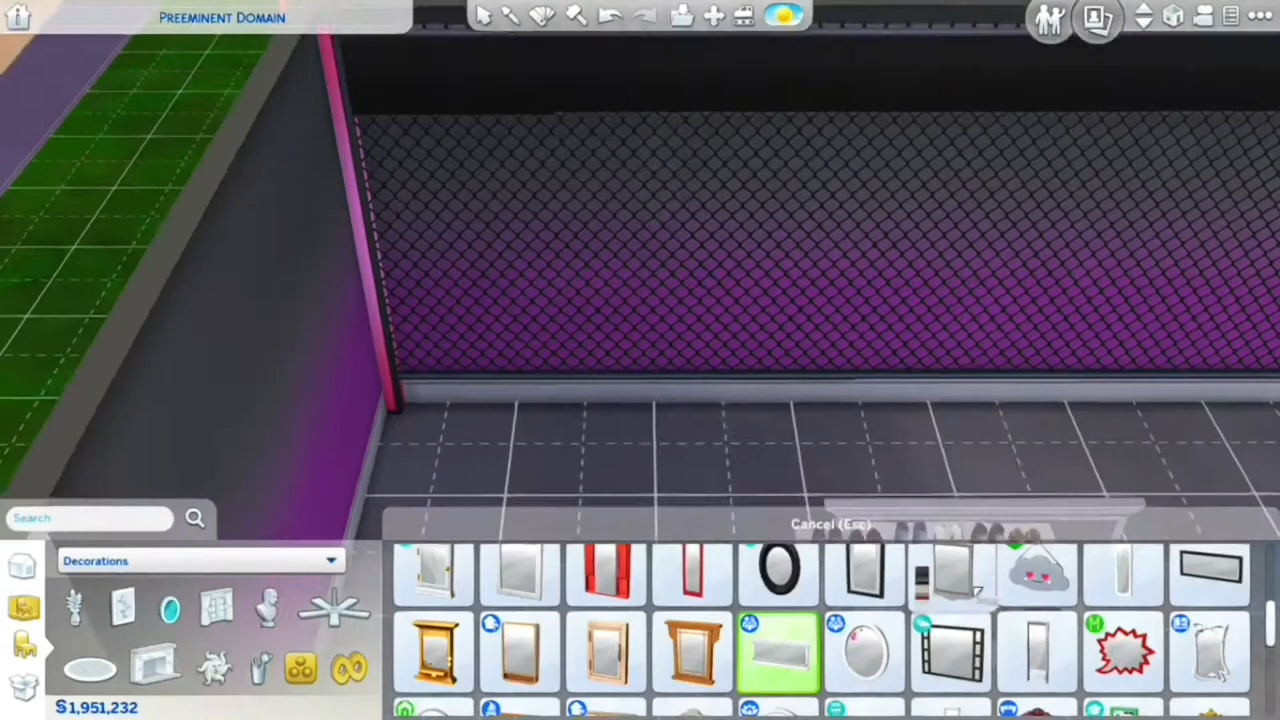 PREEMINENT DOMAIN
Cancel (Esc)
Search
Decorations
§1,951,232